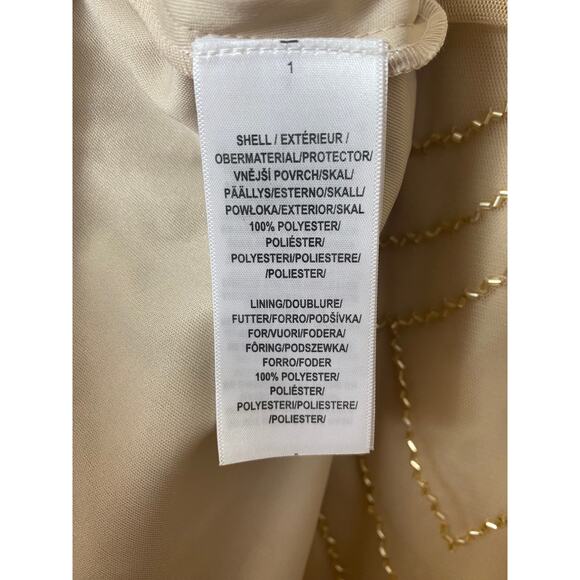 1
SHELL / EXTÉRIEUR /
OBERMATERIAL/PROTECTOR/
VNĚJŠÍ POVRCH/SKAL/
PÄÄLLYS/ESTERNO/SKALL/
POWŁOKA/EXTERIOR/SKAL
100% POLYESTER/
POLIÉSTER/
POLYESTERI/POLIESTERE/
/POLIESTER/
LINING/DOUBLURE/
FUTTER/FORRO/PODŠÍVKA/
FOR/VUORI/FODERA/
FÔRING/PODSZEWKA/
FORRO/FODER
100% POLYESTER/
POLIÉSTER/
POLYESTERI/POLIESTERE/
/POLIESTER/